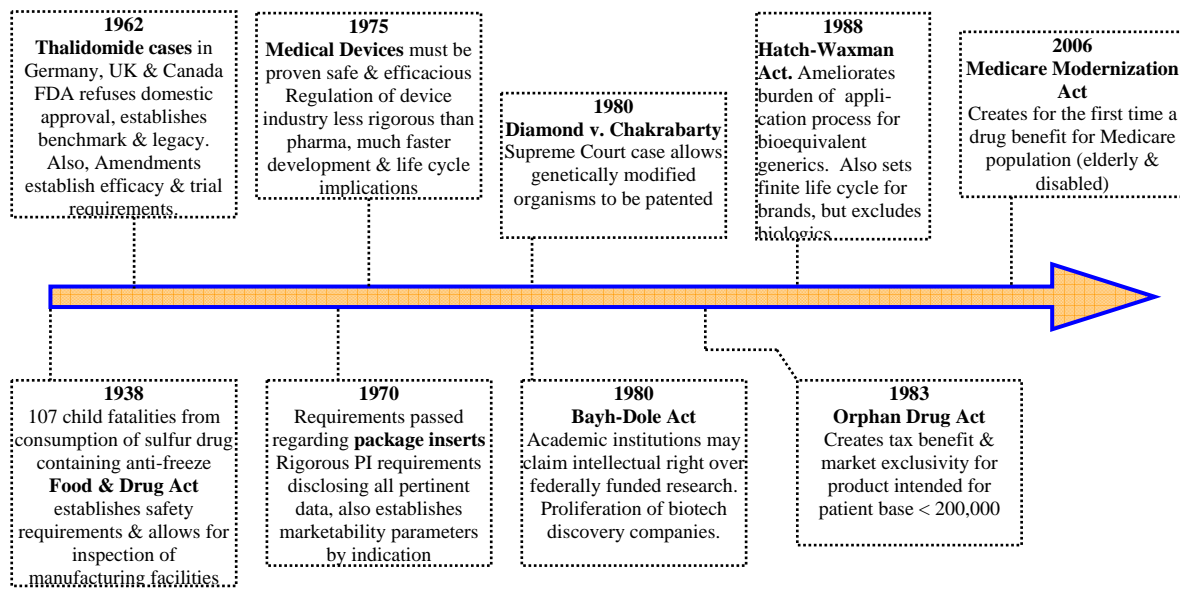 1962
Thalidomide cases in
Germany, UK & Canada
FDA refuses domestic
approval, establishes
benchmark & legacy.
Also, Amendments
establish efficacy & trial
requirements.
1975
Medical Devices must be
proven safe & efficacious
Regulation of device
industry less rigorous than
pharma, much faster
development & life cycle
implications
1980
Diamond v. Chakrabarty
Supreme Court case allows
genetically modified
organisms to be patented
1988
Hatch-Waxman
Act. Ameliorates
burden of appli-
cation process for
bioequivalent
generics. Also sets
finite life cycle for
brands, but excludes
biologics
2006
Medicare Modernization
Act
Creates for the first time a
drug benefit for Medicare
population (elderly &
disabled)
1938
107 child fatalities from
consumption of sulfur drug
containing anti-freeze
Food & Drug Act
establishes safety
requirements & allows for
inspection of
manufacturing facilities
1970
Requirements passed
regarding package inserts
Rigorous PI requirements
disclosing all pertinent
data, also establishes
marketability parameters
by indication
1980
Bayh-Dole Act
Academic institutions may
claim intellectual right over
federally funded research.
Proliferation of biotech
discovery companies.
1983
Orphan Drug Act
Creates tax benefit &
market exclusivity for
product intended for
patient base < 200,000